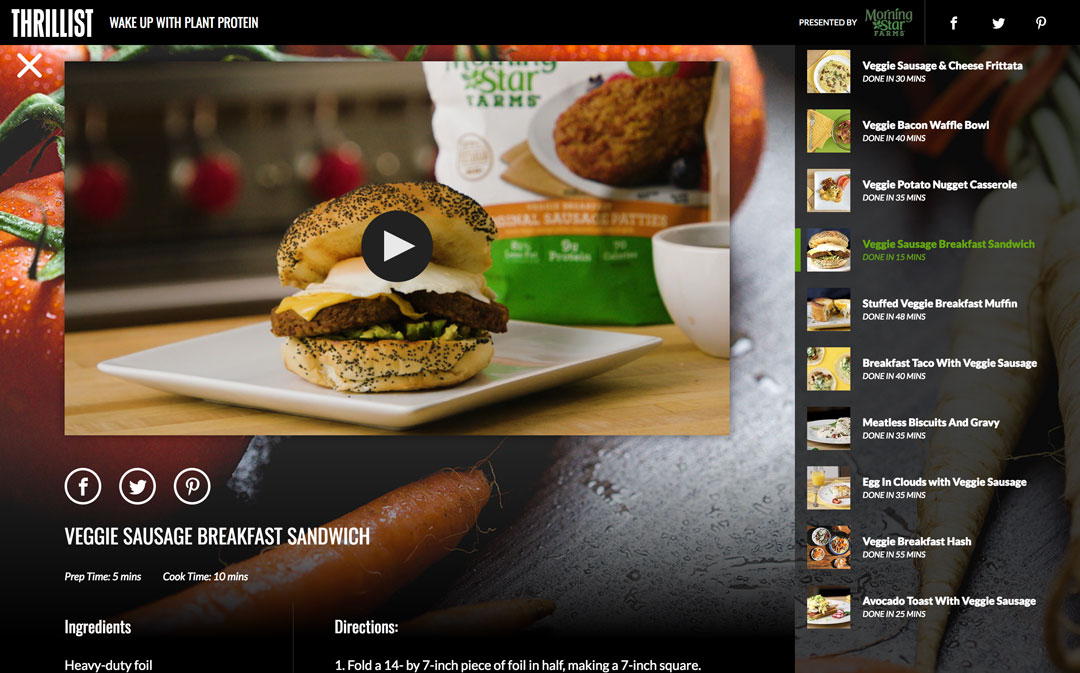 THRILLIST
WAKE UP WITH PLANT PROTEIN
PRESENTED BY
Morning
Star
FARMS
Morning
Star
FARMS
VEGGIE BREAKFAST
ORIGINAL SAUSAGE PATTIES
9g
Protein
Calories
VEGGIE SAUSAGE BREAKFAST SANDWICH
Prep Time: 5 mins Cook Time: 10 mins
Ingredients
Heavy-duty foil
Directions:
1. Fold a 14- by 7-inch piece of foil in half, making a 7-inch square.
Veggie Sausage & Cheese Frittata
DONE IN 30 MINS
Veggie Bacon Waffle Bowl
DONE IN 40 MINS
Veggie Potato Nugget Casserole
DONE IN 35 MINS
Veggie Sausage Breakfast Sandwich
DONE IN 15 MINS
Stuffed Veggie Breakfast Muffin
DONE IN 48 MINS
Breakfast Taco With Veggie Sausage
DONE IN 40 MINS
Meatless Biscuits And Gravy
DONE IN 35 MINS
Egg In Clouds with Veggie Sausage
DONE IN 35 MINS
Veggie Breakfast Hash
DONE IN 55 MINS
Avocado Toast With Veggie Sausage
DONE IN 25 MINS